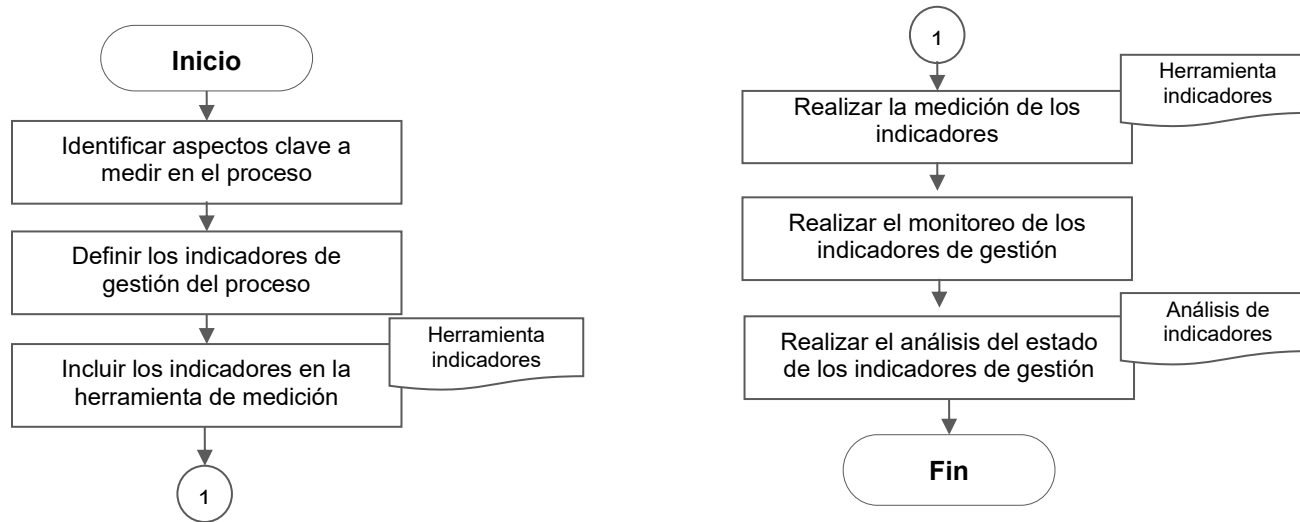 Inicio
Identificar aspectos clave a
medir en el proceso
Definir los indicadores de
gestión del proceso
Incluir los indicadores en la
herramienta de medición
Herramienta
indicadores
1
1
Realizar la medición de los
indicadores
Herramienta
indicadores
Realizar el monitoreo de los
indicadores de gestión
Realizar el análisis del estado
de los indicadores de gestión
Análisis de
indicadores
Fin